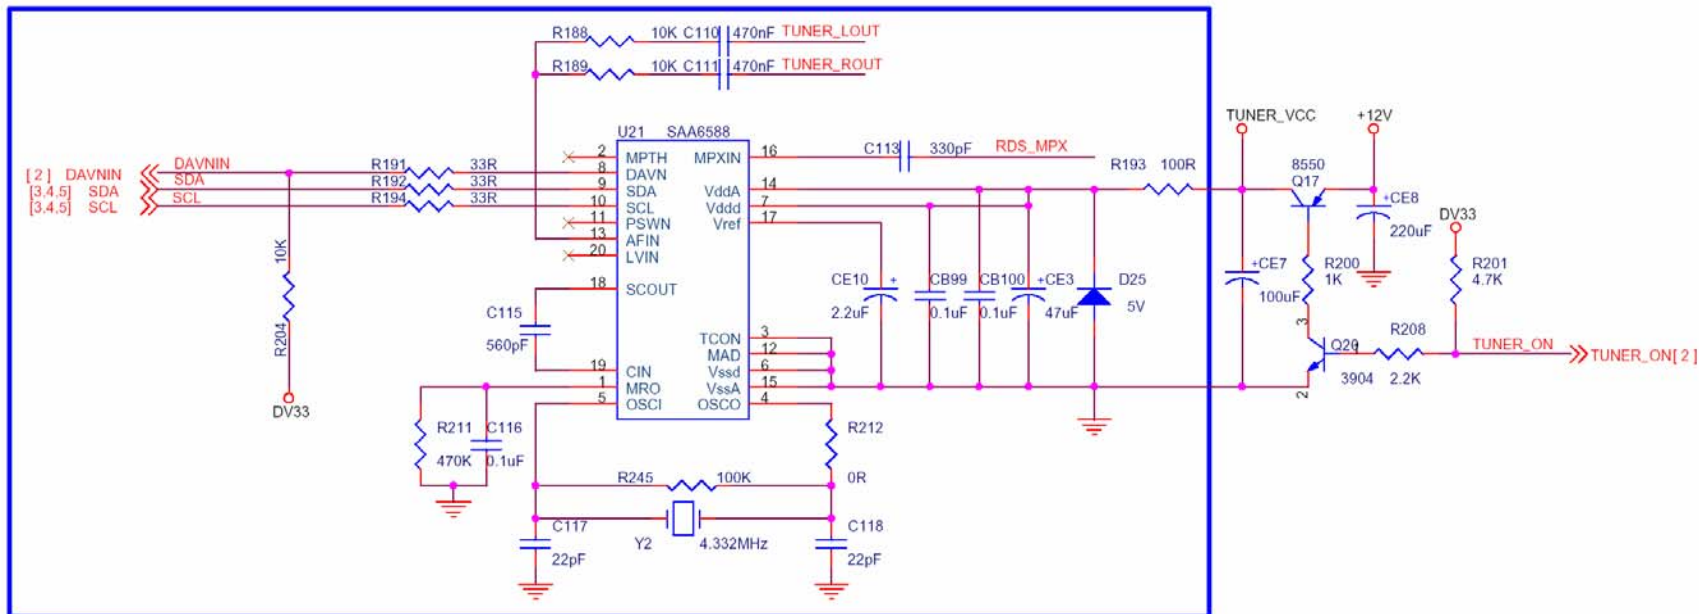 R188 10K C110 470nF TUNER_LOUT
R189 10K C111 470nF TUNER_ROUT
TUNER_VCC +12V
U21 SAA6588
2 MPTH MPXIN 16 C113 330pF RDS_MPX
[ 2 ] DAVNIN DAVNIN R191 33R 8 DAVN R193 100R 8550
[3,4,5] SDA SDA R192 33R 9 SDA VddA 14 Q17
[3,4,5] SCL SCL R194 33R 10 SCL Vddd 7 +CE8
11 PSWN Vref 17 220uF DV33
13 AFIN
20 LVIN
10K R200 R201
1K 4.7K
18 SCOUT CE10 + CB99 CB100 +CE3 D25 +CE7
2.2uF 0.1uF 0.1uF 47uF 5V 100uF
C115
560pF
R204
3
TCON 3 R208
MAD 12 Q20 1 TUNER_ON TUNER_ON[ 2 ]
19 CIN Vssd 6 3904 2.2K
1 MRO VssA 15 2
5 OSCI OSCO 4
DV33
R211 C116 R212
470K 0.1uF
R245 100K 0R
C117 C118
Y2 4.332MHz
22pF 22pF